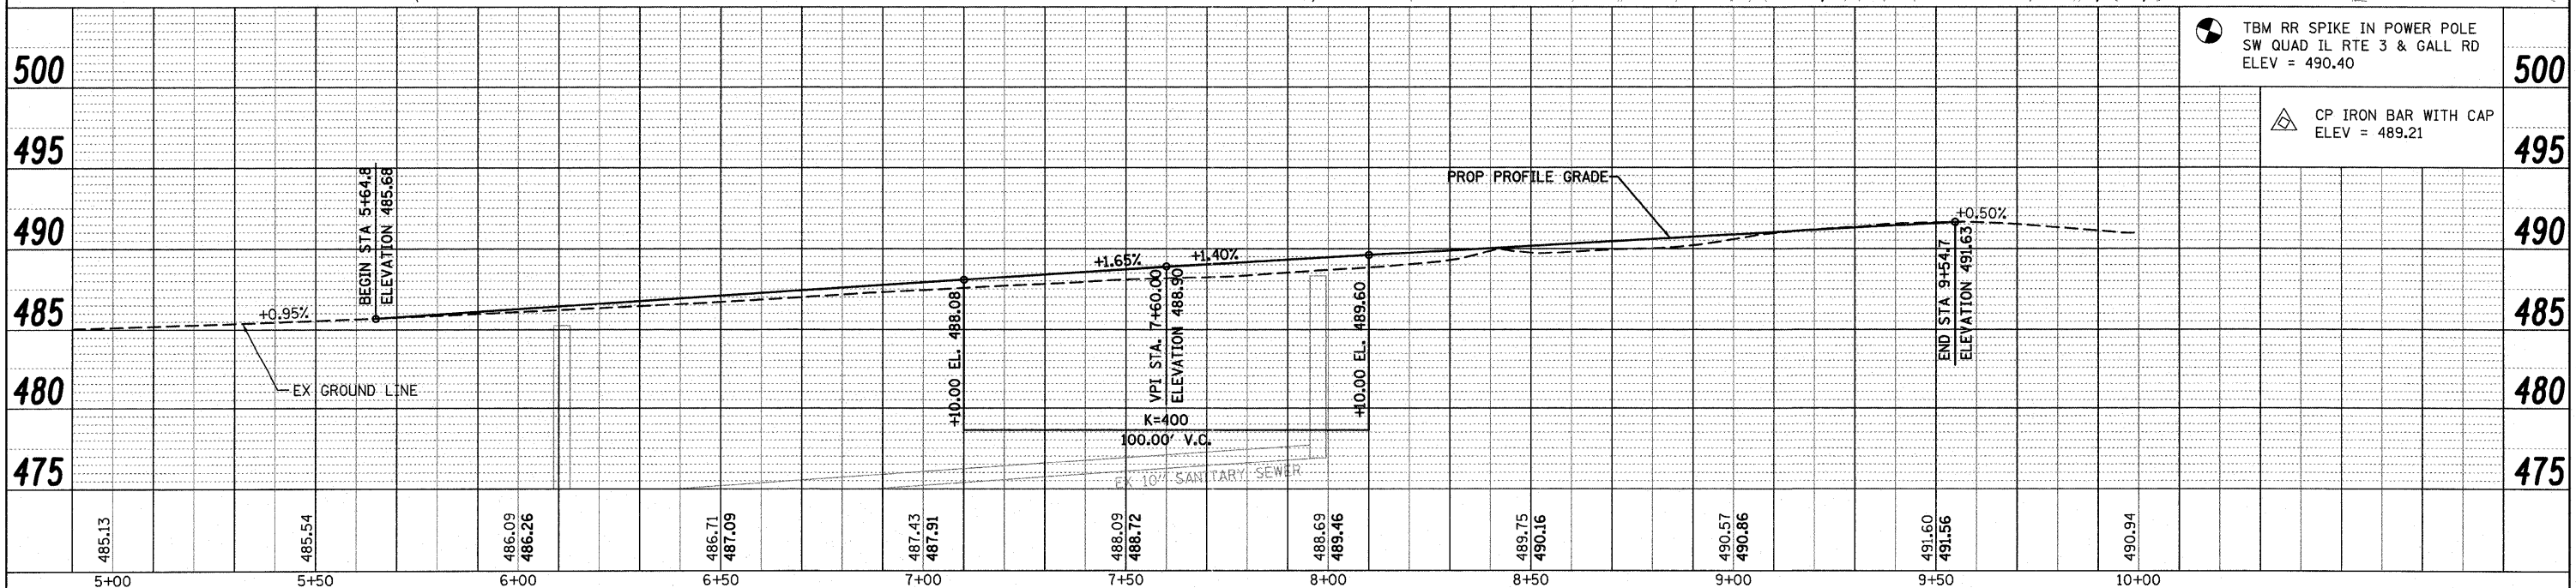 TBM RR SPIKE IN POWER POLE
SW QUAD IL RTE 3 & GALL RD
ELEV = 490.40
CP IRON BAR WITH CAP
ELEV = 489.21
500
500
495
495
490
490
485
485
480
480
475
475
BEGIN STA 5+64.8
ELEVATION 485.68
PROP PROFILE GRADE
+0.95%
EX GROUND LINE
+1.65%
+1.40%
+0.50%
+10.00 EL. 488.08
VPI STA. 7+60.00
ELEVATION 488.90
+10.00 EL. 489.60
END STA 9+54.7
ELEVATION 491.63
K=400
100.00' V.C.
EX 10" SANITARY SEWER
485.13
485.54
486.09
486.26
486.71
487.09
487.43
487.91
488.09
488.72
488.69
489.46
489.75
490.16
490.57
490.86
491.60
491.56
490.94
5+00
5+50
6+00
6+50
7+00
7+50
8+00
8+50
9+00
9+50
10+00